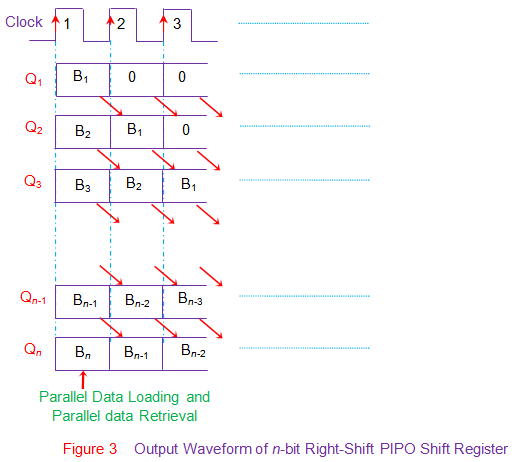 Clock 1 2 3
Q1 B1 0 0
Q2 B2 B1 0
Q3 B3 B2 B1
Qn-1 Bn-1 Bn-2 Bn-3
Qn Bn Bn-1 Bn-2
Parallel Data Loading and
Parallel data Retrieval
Figure 3 Output Waveform of n-bit Right-Shift PIPO Shift Register